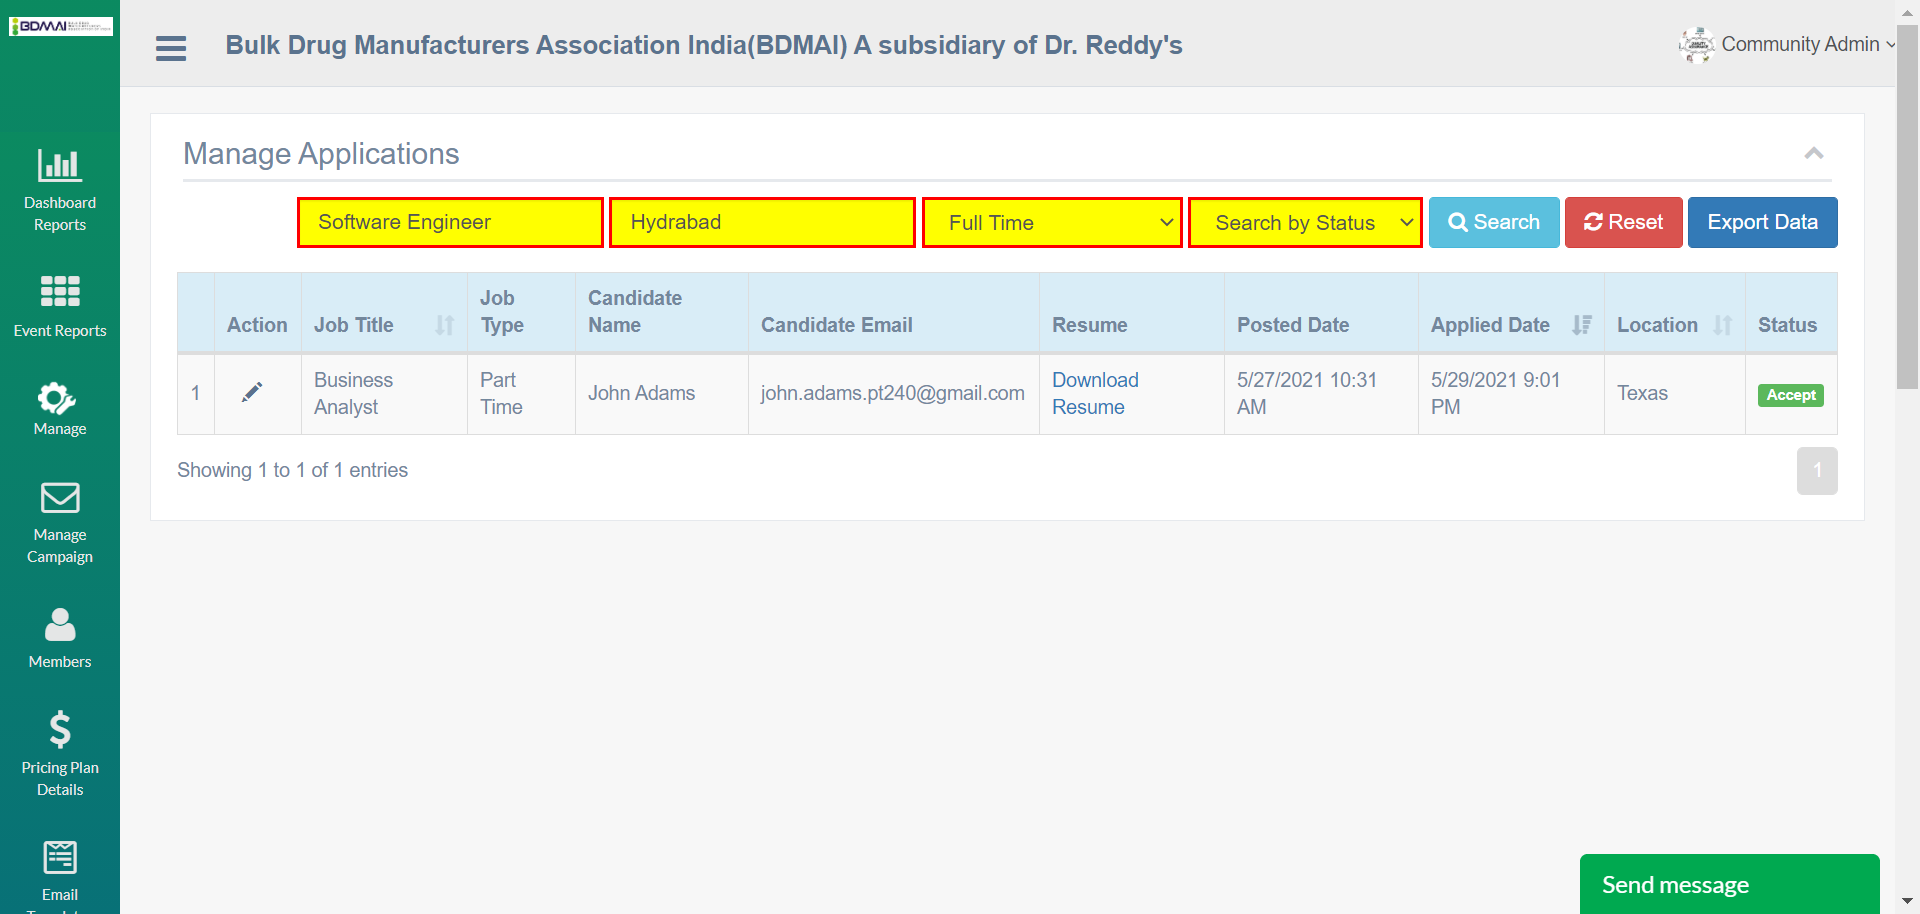 BDMAI
Bulk Drug Manufacturers Association India(BDMAI) A subsidiary of Dr. Reddy's
Community Admin
Dashboard
Reports
Event Reports
Manage
Manage
Campaign
Members
Pricing Plan
Details
Email
Manage Applications
Software Engineer
Hydrabad
Full Time
Search by Status
Search
Reset
Export Data
Action
Job Title
Job
Type
Candidate
Name
Candidate Email
Resume
Posted Date
Applied Date
Location
Status
1
Business
Analyst
Part
Time
John Adams
john.adams.pt240@gmail.com
Download
Resume
5/27/2021 10:31
AM
5/29/2021 9:01
PM
Texas
Accept
Showing 1 to 1 of 1 entries
1
Send message